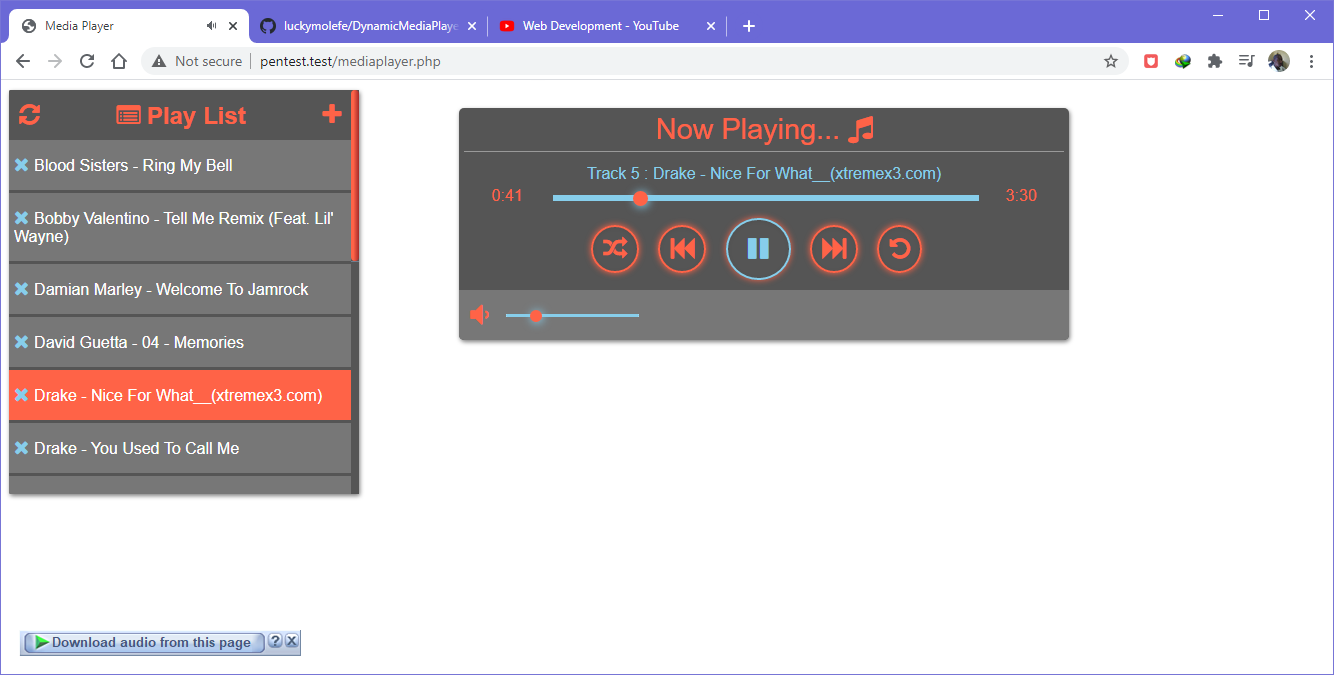 Media Player
luckymolefe/DynamicMediaPlaye
Web Development - YouTube
Not secure
pentest.test/mediaplayer.php
Play List
Blood Sisters - Ring My Bell
Bobby Valentino - Tell Me Remix (Feat. Lil'
Wayne)
Damian Marley - Welcome To Jamrock
David Guetta - 04 - Memories
Drake - Nice For What__(xtremex3.com)
Drake - You Used To Call Me
Now Playing...
Track 5 : Drake - Nice For What__(xtremex3.com)
0:41
3:30
Download audio from this page
?